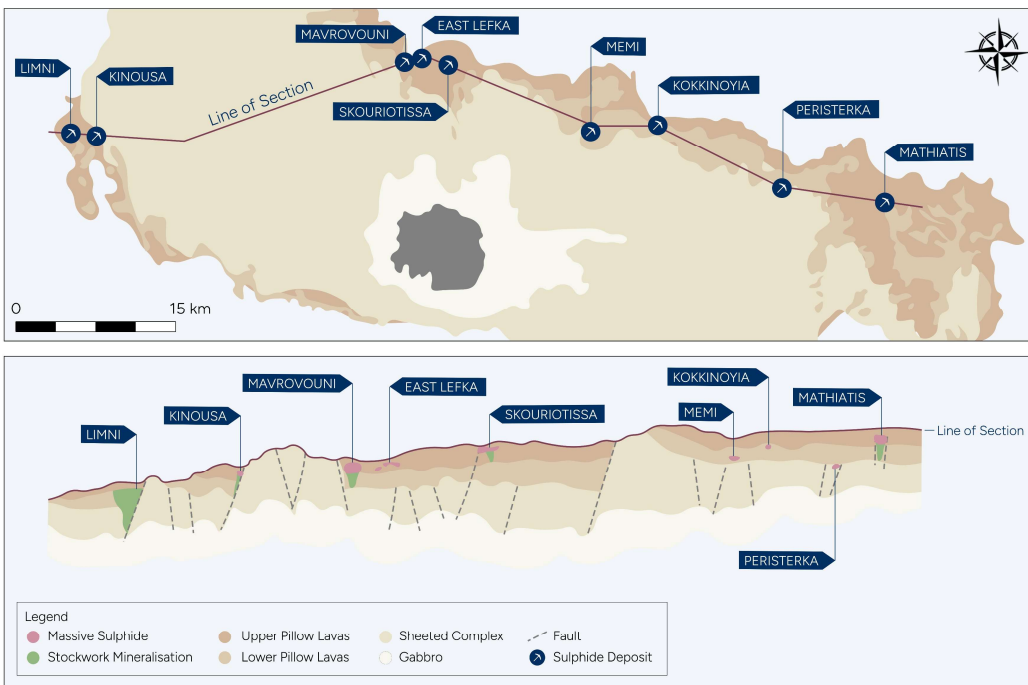 MAVROVOUNI
EAST LEFKA
MEMI
LIMNI
KINOUSA
KOKKINOYIA
Line of Section
SKOURIOTISSA
PERISTERKA
MATHIATIS
0 15 km
KOKKINOYIA
MAVROVOUNI
EAST LEFKA
MATHIATIS
KINOUSA
SKOURIOTISSA
MEMI
LIMNI
Line of Section
PERISTERKA
Legend
Massive Sulphide
Upper Pillow Lavas
Sheeted Complex
Fault
Stockwork Mineralisation
Lower Pillow Lavas
Gabbro
Sulphide Deposit